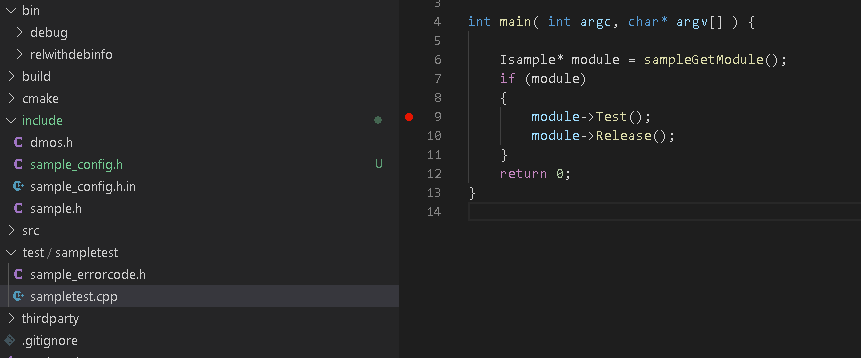 bin
debug
relwithdebinfo
build
cmake
include
dmos.h
sample_config.h U
sample_config.h.in
sample.h
src
test / sampletest
sample_errorcode.h
sampletest.cpp
thirdparty
.gitignore
3
4 int main( int argc, char* argv[] ) {
5
6 Isample* module = sampleGetModule();
7 if (module)
8 {
9 module->Test();
10 module->Release();
11 }
12 return 0;
13 }
14